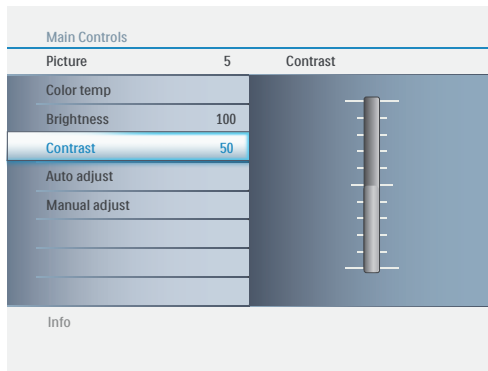 Main Controls
Picture 5 Contrast
Color temp
Brightness 100
Contrast 50
Auto adjust
Manual adjust
Info